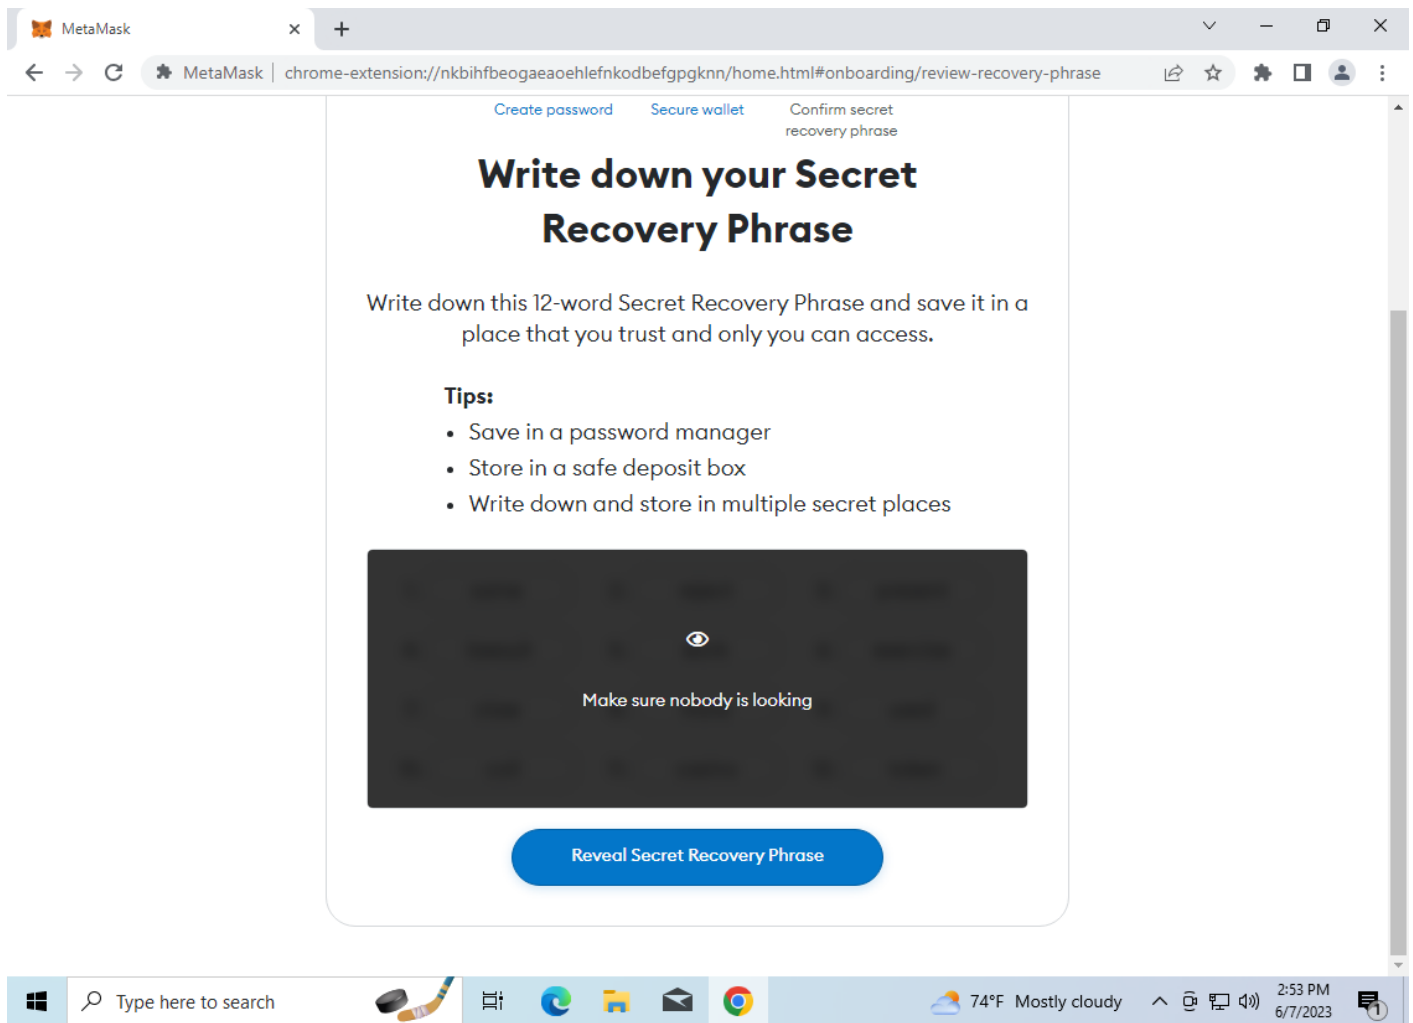 MetaMask
MetaMask
chrome-extension://nkbihfbeogaeaoehlefnkodbefgpgknn/home.html#onboarding/review-recovery-phrase
Create password
Secure wallet
Confirm secret
recovery phrase
Write down your Secret
Recovery Phrase
Write down this 12-word Secret Recovery Phrase and save it in a
place that you trust and only you can access.
Tips:
• Save in a password manager
• Store in a safe deposit box
• Write down and store in multiple secret places
Make sure nobody is looking
Reveal Secret Recovery Phrase
Type here to search
74°F Mostly cloudy
2:53 PM
6/7/2023
1